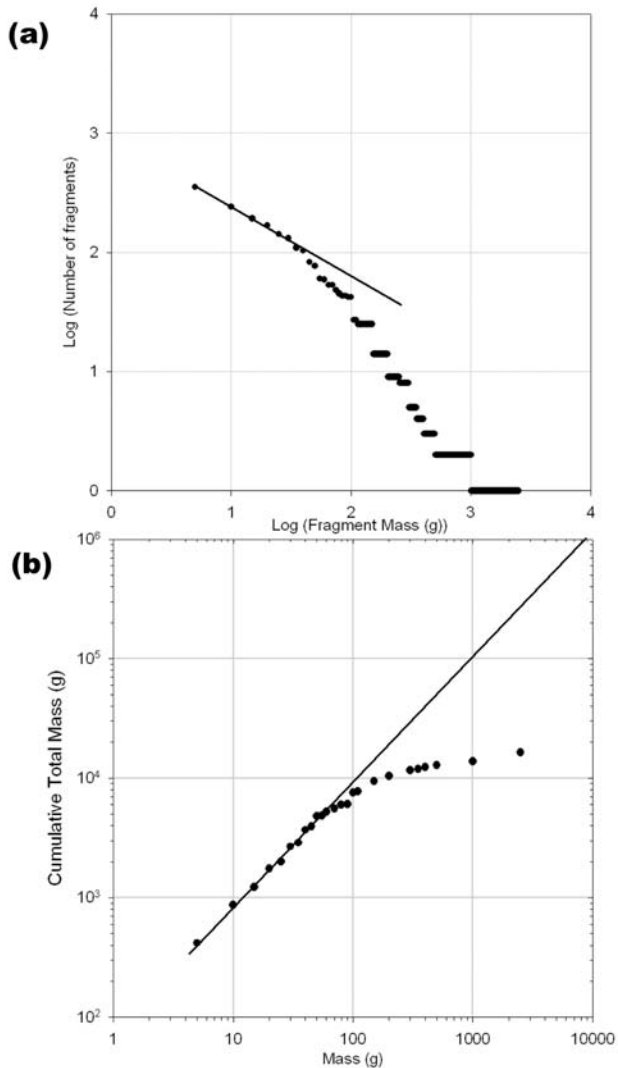 (a)
4
3
2
1
0
Log (Number of fragments)
0 1 2 3 4
Log (Fragment Mass (g))
(b)
10⁶
10⁵
10⁴
10³
10²
Cumulative Total Mass (g)
1 10 100 1000 10000
Mass (g)